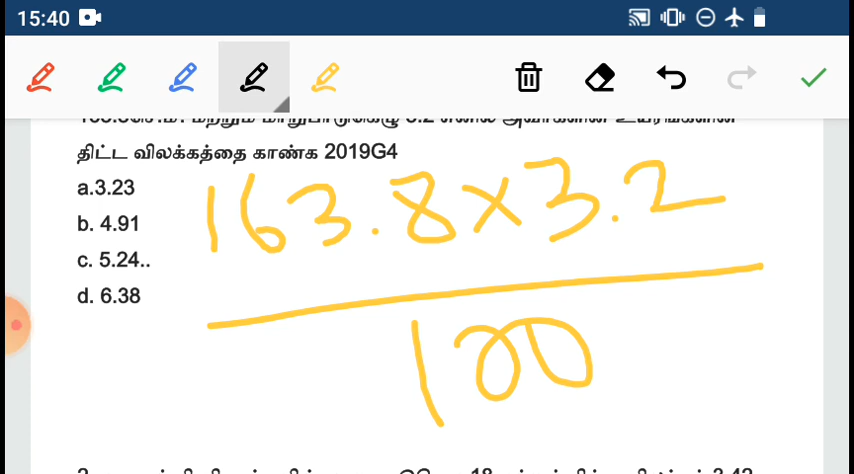 15:40
திட்ட விலக்கத்தை காண்க 2019G4
a.3.23
b. 4.91
c. 5.24..
d. 6.38
163.8×3.2
100